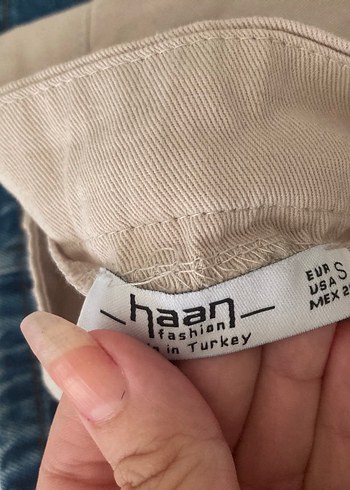 haan
fashion
in Turkey
EUR S
USA
MEX